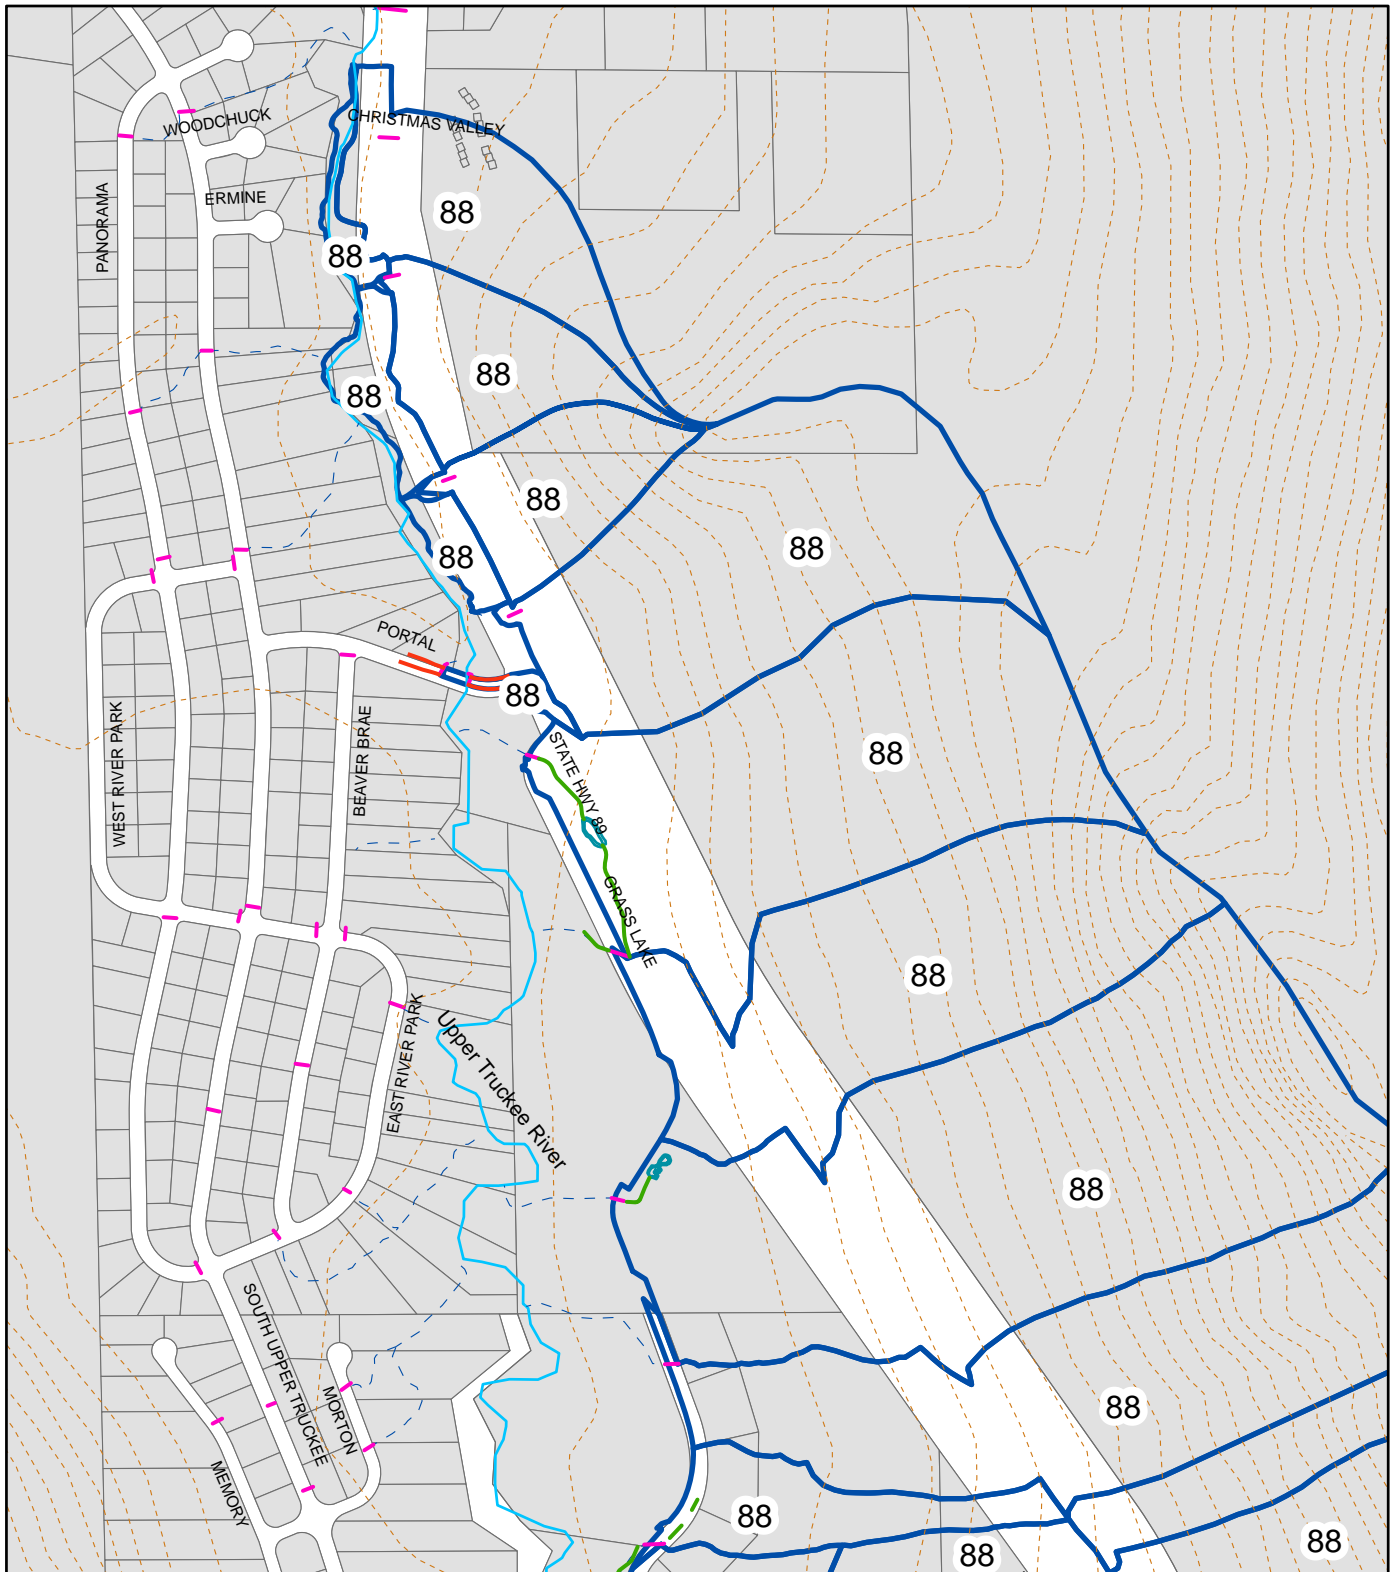 WOODCHUCK
CHRISTMAS VALLEY
ERMINE
PANORAMA
88
88
88
88
88
88
88
PORTAL
88
WEST RIVER PARK
BEAVER BRAE
STATE HWY 89
88
GRASS LAKE
88
EAST RIVER PARK
Upper Truckee River
88
SOUTH UPPER TRUCKEE
MORTON
88
MEMORY
88
88
88